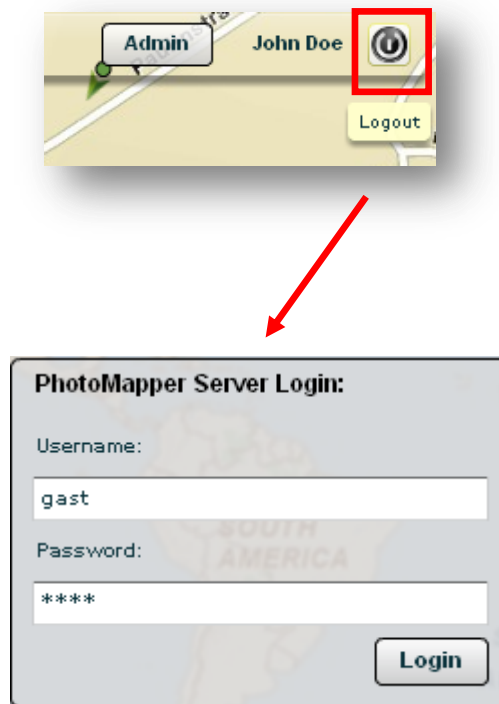 Admin John Doe
Logout
PhotoMapper Server Login:
Username:
gast
SOUTH
Password:
AMERICA
****
Login